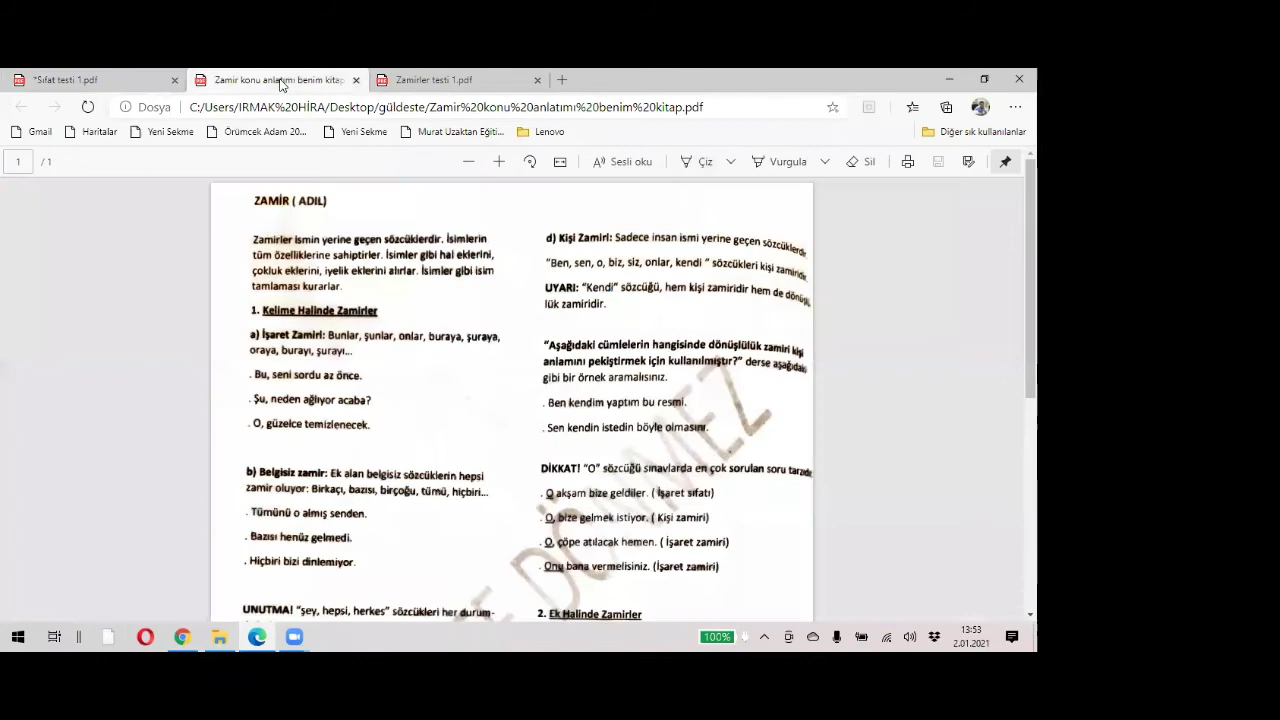 *Sıfat testi 1.pdf
Zamir konu anlatımı benim kitap
Zamirler testi 1.pdf
Dosya
C:/Users/IRMAK%20HİRA/Desktop/güldeste/Zamir%20konu%20anlatımı%20benim%20kitap.pdf
Gmail
Haritalar
Yeni Sekme
Örümcek Adam 20...
Yeni Sekme
Murat Uzaktan Eğiti...
Lenovo
Diğer sık kullanılanlar
1 / 1
Sesli oku
Çiz
Vurgula
Sil
ZAMİR ( ADIL)
Zamirler ismin yerine geçen sözcüklerdir. İsimlerin
tüm özelliklerine sahiptirler. İsimler gibi hal eklerini,
çokluk eklerini, iyelik eklerini alırlar. İsimler gibi isim
tamlaması kurarlar.
1. Kelime Halinde Zamirler
a) İşaret Zamiri: Bunlar, şunlar, onlar, buraya, şuraya,
oraya, burayı, şurayı...
. Bu, seni sordu az önce.
. Şu, neden ağlıyor acaba?
. O, güzelce temizlenecek.
b) Belgisiz zamir: Ek alan belgisiz sözcüklerin hepsi
zamir oluyor: Birkaçı, bazısı, birçoğu, tümü, hiçbiri...
. Tümünü o almış senden.
. Bazısı henüz gelmedi.
. Hiçbiri bizi dinlemiyor.
UNUTMA! "şey, hepsi, herkes" sözcükleri her durum-
d) Kişi Zamiri: Sadece insan ismi yerine geçen sözcüklerdir.
"Ben, sen, o, biz, siz, onlar, kendi " sözcükleri kişi zamiridir.
UYARI: "Kendi" sözcüğü, hem kişi zamiridir hem de dönüşlü
lük zamiridir.
"Aşağıdaki cümlelerin hangisinde dönüşlülük zamiri kişi
anlamını pekiştirmek için kullanılmıştır?" derse aşağıdaki
gibi bir örnek aramalısınız.
. Ben kendim yaptım bu resmi.
. Sen kendin istedin böyle olmasını.
DİKKAT! "O" sözcüğü sınavlarda en çok sorulan soru tarzıdır
. O akşam bize geldiler. ( İşaret sıfatı)
. O, bize gelmek istiyor. ( Kişi zamiri)
. O, çöpe atılacak hemen. ( İşaret zamiri)
. Onu bana vermelisiniz. (İşaret zamiri)
2. Ek Halinde Zamirler
DÖNMEZ
100%
13:53
2.01.2021